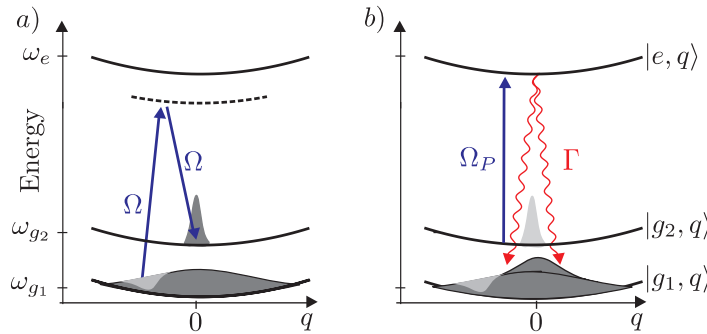 a)
Energy
ω_e
ω_{g_2}
ω_{g_1}
Ω
Ω
0
q
b)
|e, q⟩
Ω_P
Γ
|g_2, q⟩
|g_1, q⟩
0
q